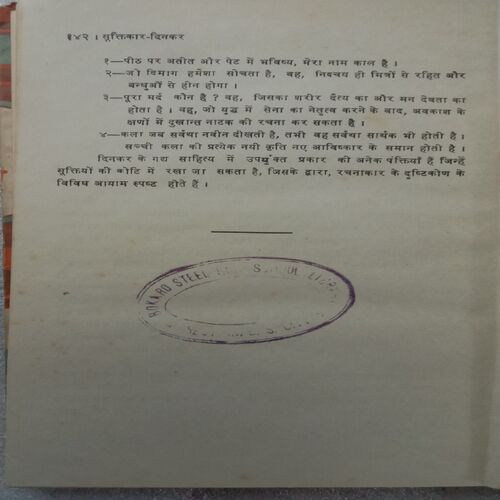 १४२ । सूक्तिकार-दिनकर
१—पीठ पर अतीत और पेट में भविष्य, मेरा नाम काल है ।
२—जो दिमाग हमेशा सोचता है, वह, निश्चय ही मित्रों से रहित और
बन्धुओं से हीन होगा ।
३—पूरा मर्द कौन है ? वह, जिसका शरीर दैत्य का और मन देवता का
होता है । वह, जो युद्ध में सेना का नेतृत्व करने के बाद, अवकाश के
क्षणों में दुखान्त नाटक की रचना कर सकता है ।
४—कला जब सर्वथा नवीन दीखती है, तभी वह सर्वथा सार्थक भी होती है ।
सच्ची कला की प्रत्येक नयी कृति नए आविष्कार के समान होती है ।
दिनकर के गद्य साहित्य में उपर्युक्त प्रकार की अनेक पंक्तियाँ हैं जिन्हें
सूक्तियों की कोटि में रखा जा सकता है, जिसके द्वारा, रचनाकार के दृष्टिकोण के
विविध आयाम स्पष्ट होते हैं ।
BOKARO STEEL